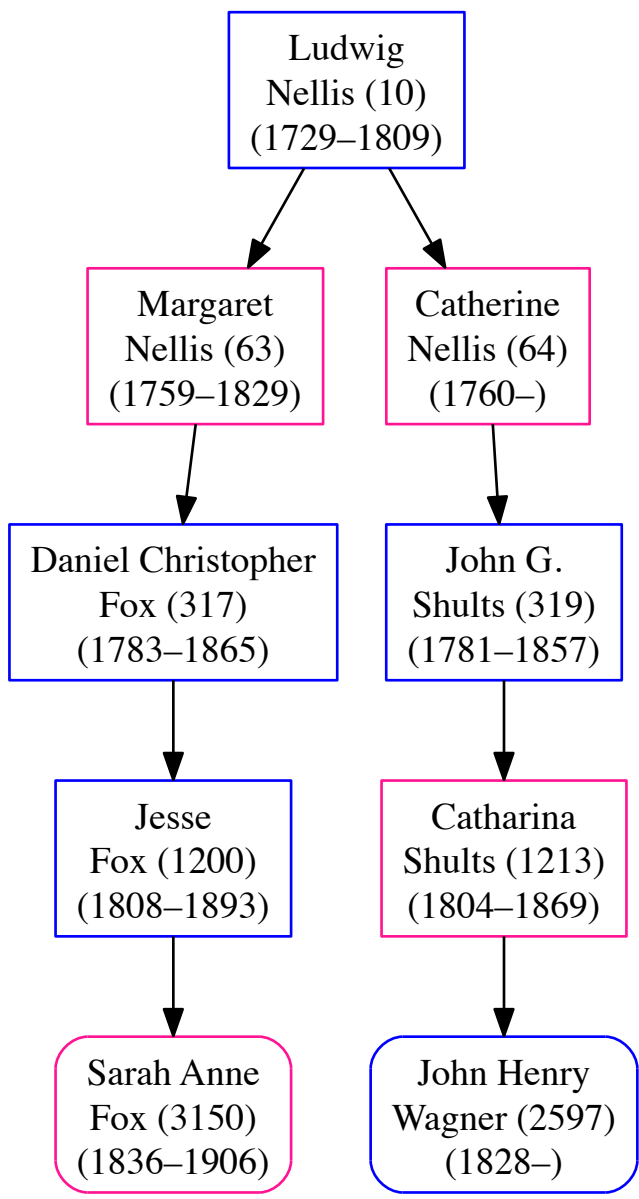 Ludwig
Nellis (10)
(1729–1809)
Margaret
Nellis (63)
(1759–1829)
Catherine
Nellis (64)
(1760–)
Daniel Christopher
Fox (317)
(1783–1865)
John G.
Shults (319)
(1781–1857)
Jesse
Fox (1200)
(1808–1893)
Catharina
Shults (1213)
(1804–1869)
Sarah Anne
Fox (3150)
(1836–1906)
John Henry
Wagner (2597)
(1828–)